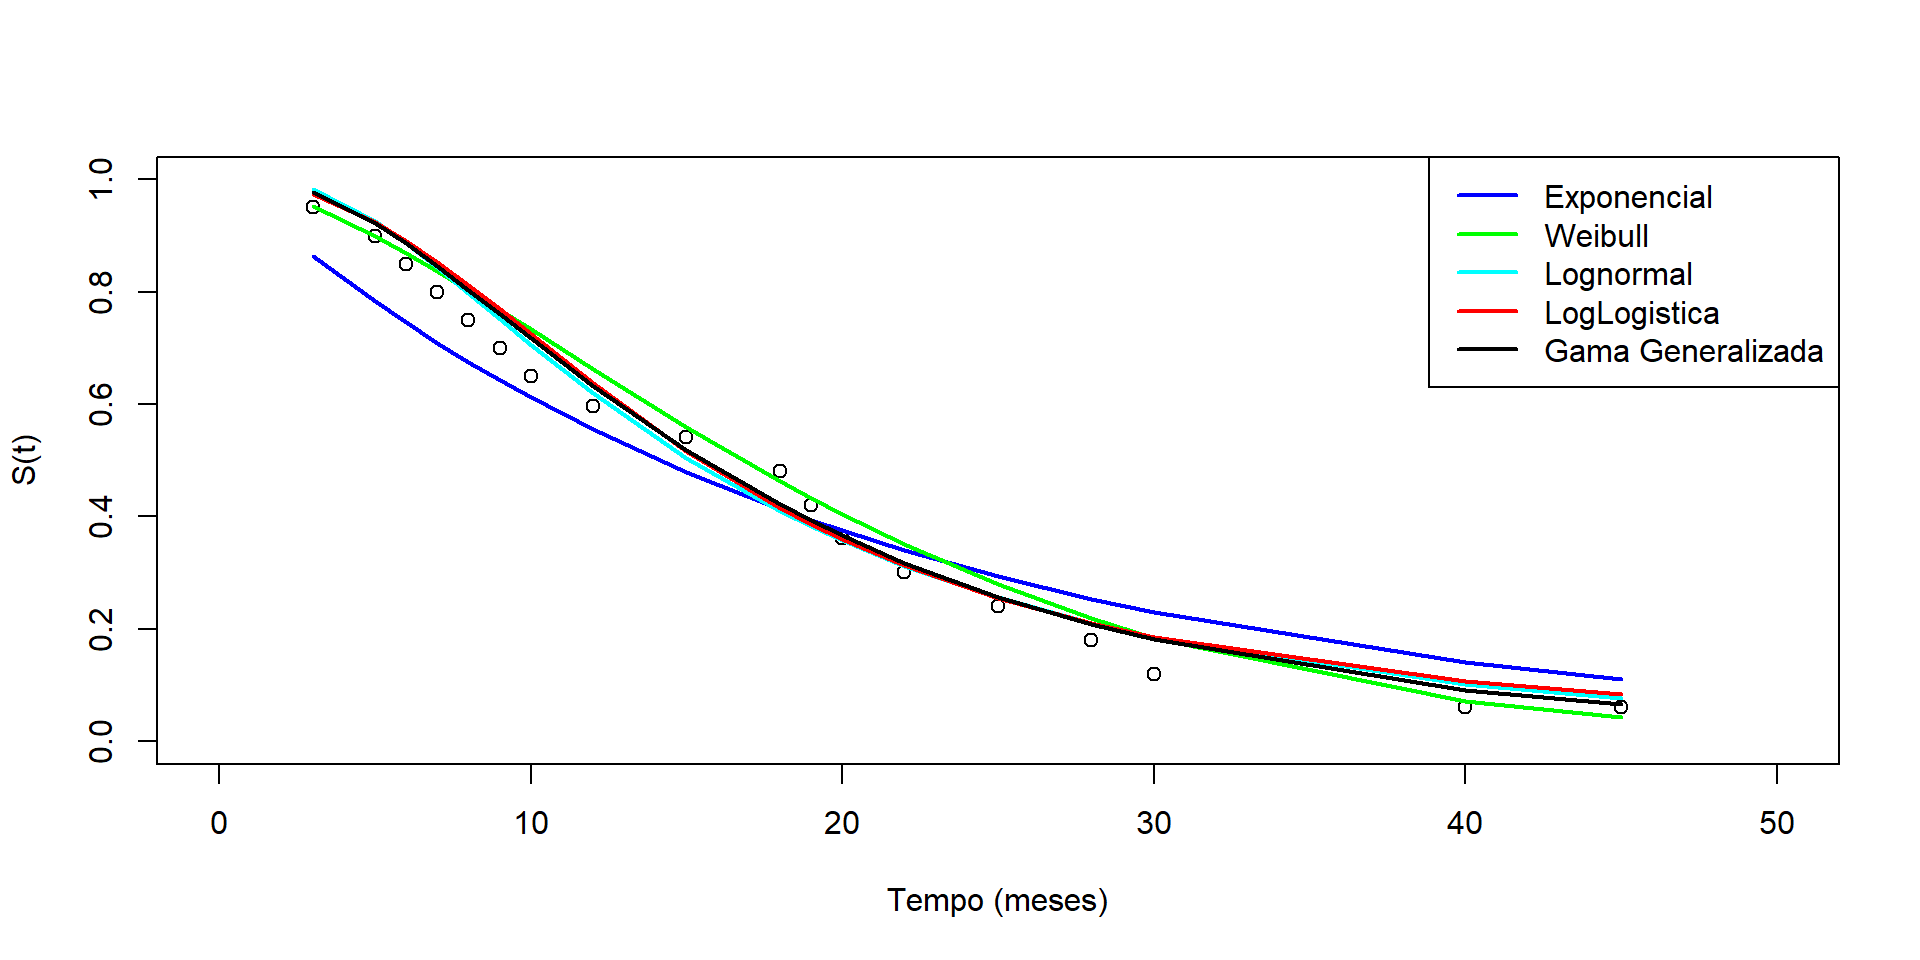 Exponencial
Weibull
Lognormal
LogLogistica
Gama Generalizada
S(t)
1.0
0.8
0.6
0.4
0.2
0.0
0 10 20 30 40 50
Tempo (meses)